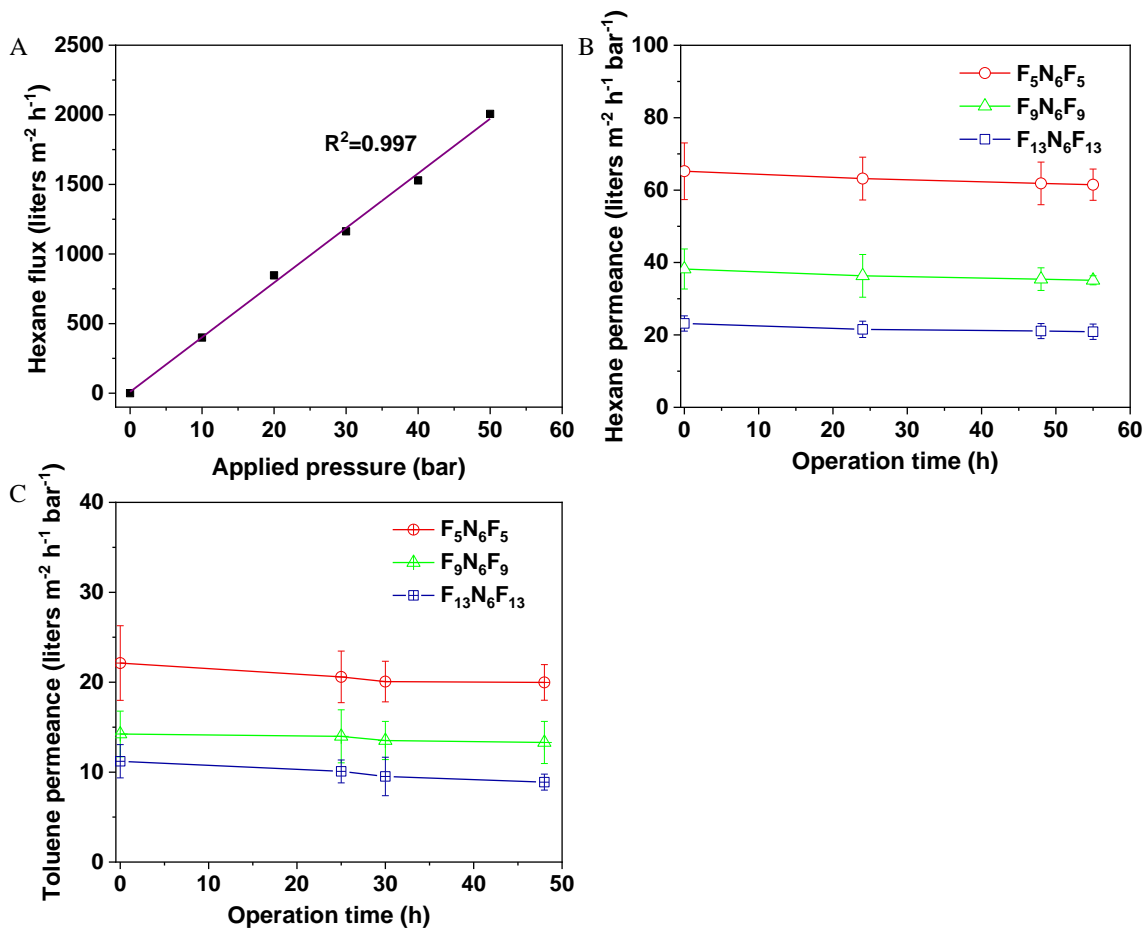 A
Hexane flux (liters m⁻² h⁻¹)
2500
2000
1500
1000
500
0
R²=0.997
0 10 20 30 40 50 60
Applied pressure (bar)
B
Hexane permeance (liters m⁻² h⁻¹ bar⁻¹)
100
80
60
40
20
0
F₅N₆F₅
F₉N₆F₉
F₁₃N₆F₁₃
0 10 20 30 40 50 60
Operation time (h)
C
Toluene permeance (liters m⁻² h⁻¹ bar⁻¹)
40
30
20
10
0
F₅N₆F₅
F₉N₆F₉
F₁₃N₆F₁₃
0 10 20 30 40 50
Operation time (h)